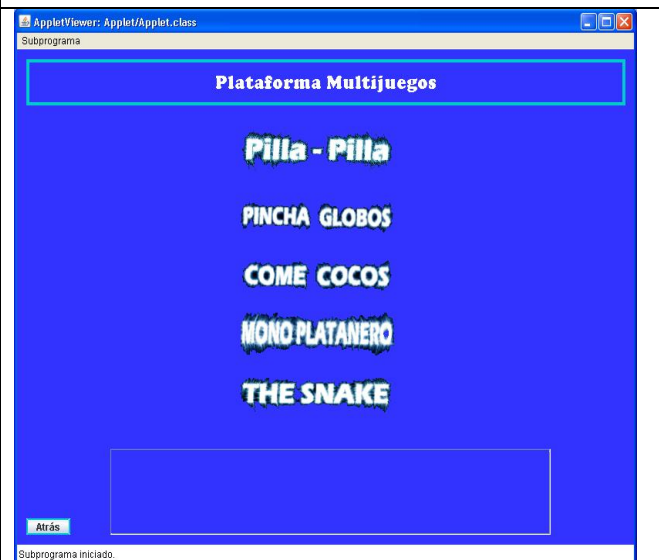 AppletViewer: Applet/Applet.class
Subprograma
Plataforma Multijuegos
Pilla - Pilla
PINCHA GLOBOS
COME COCOS
MONO PLATANERO
THE SNAKE
Atrás
Subprograma iniciado.